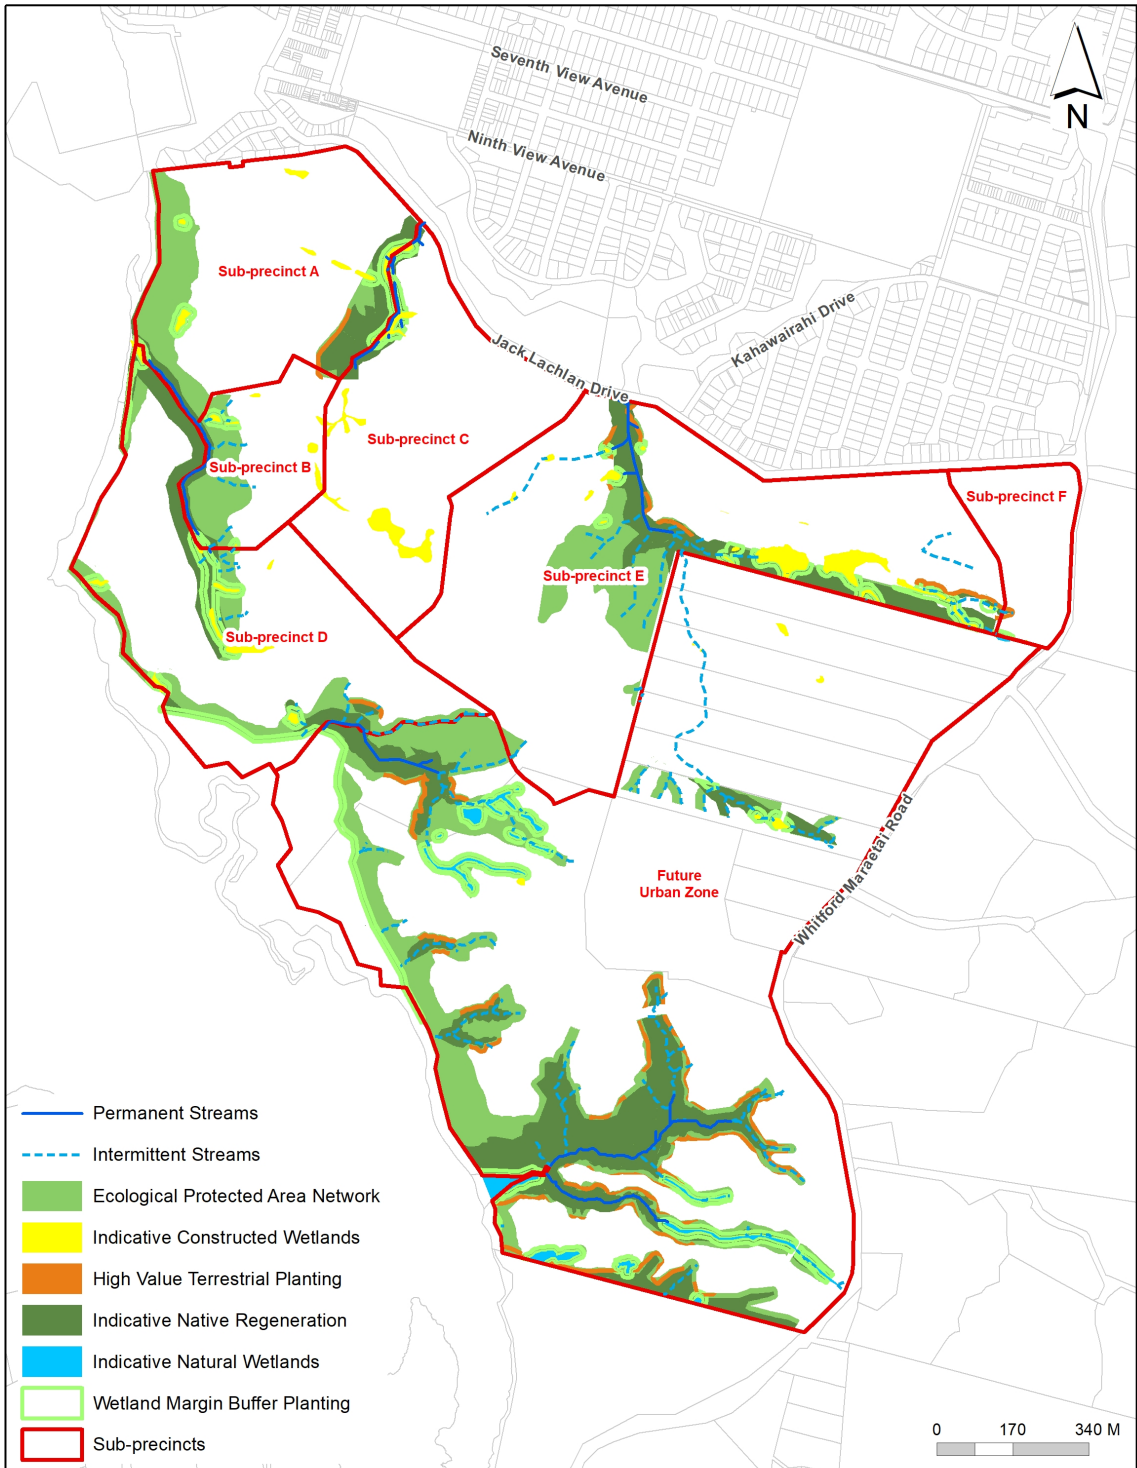 Seventh View Avenue
Ninth View Avenue
N
Sub-precinct A
Kahawairahi Drive
Jack Lachlan Drive
Sub-precinct C
Sub-precinct B
Sub-precinct F
Sub-precinct E
Sub-precinct D
Whitford Maraetai Road
Future
Urban Zone
Permanent Streams
Intermittent Streams
Ecological Protected Area Network
Indicative Constructed Wetlands
High Value Terrestrial Planting
Indicative Native Regeneration
Indicative Natural Wetlands
Wetland Margin Buffer Planting
Sub-precincts
0 170 340 M